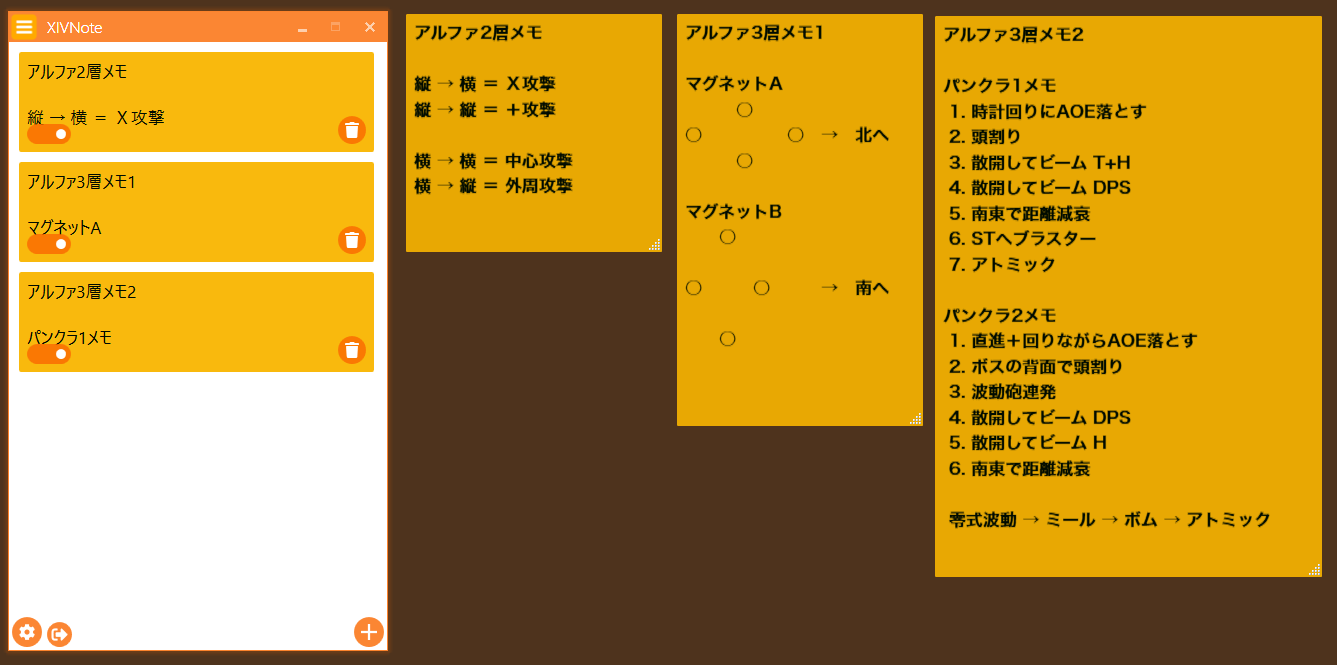 XIVNote
アルファ2層メモ
縦 → 横 ＝ Ｘ攻撃
アルファ3層メモ1
マグネットA
アルファ3層メモ2
パンクラ1メモ
アルファ2層メモ
縦 → 横 ＝ Ｘ攻撃
縦 → 縦 ＝ ＋攻撃
横 → 横 ＝ 中心攻撃
横 → 縦 ＝ 外周攻撃
アルファ3層メモ1
マグネットA
○
○　　○ → 北へ
○
マグネットB
○
○　　○ → 南へ
○
アルファ3層メモ2
パンクラ1メモ
1. 時計回りにAOE落とす
2. 頭割り
3. 散開してビーム T+H
4. 散開してビーム DPS
5. 南東で距離減衰
6. STへブラスター
7. アトミック
パンクラ2メモ
1. 直進＋回りながらAOE落とす
2. ボスの背面で頭割り
3. 波動砲連発
4. 散開してビーム DPS
5. 散開してビーム H
6. 南東で距離減衰
零式波動 → ミール → ボム → アトミック